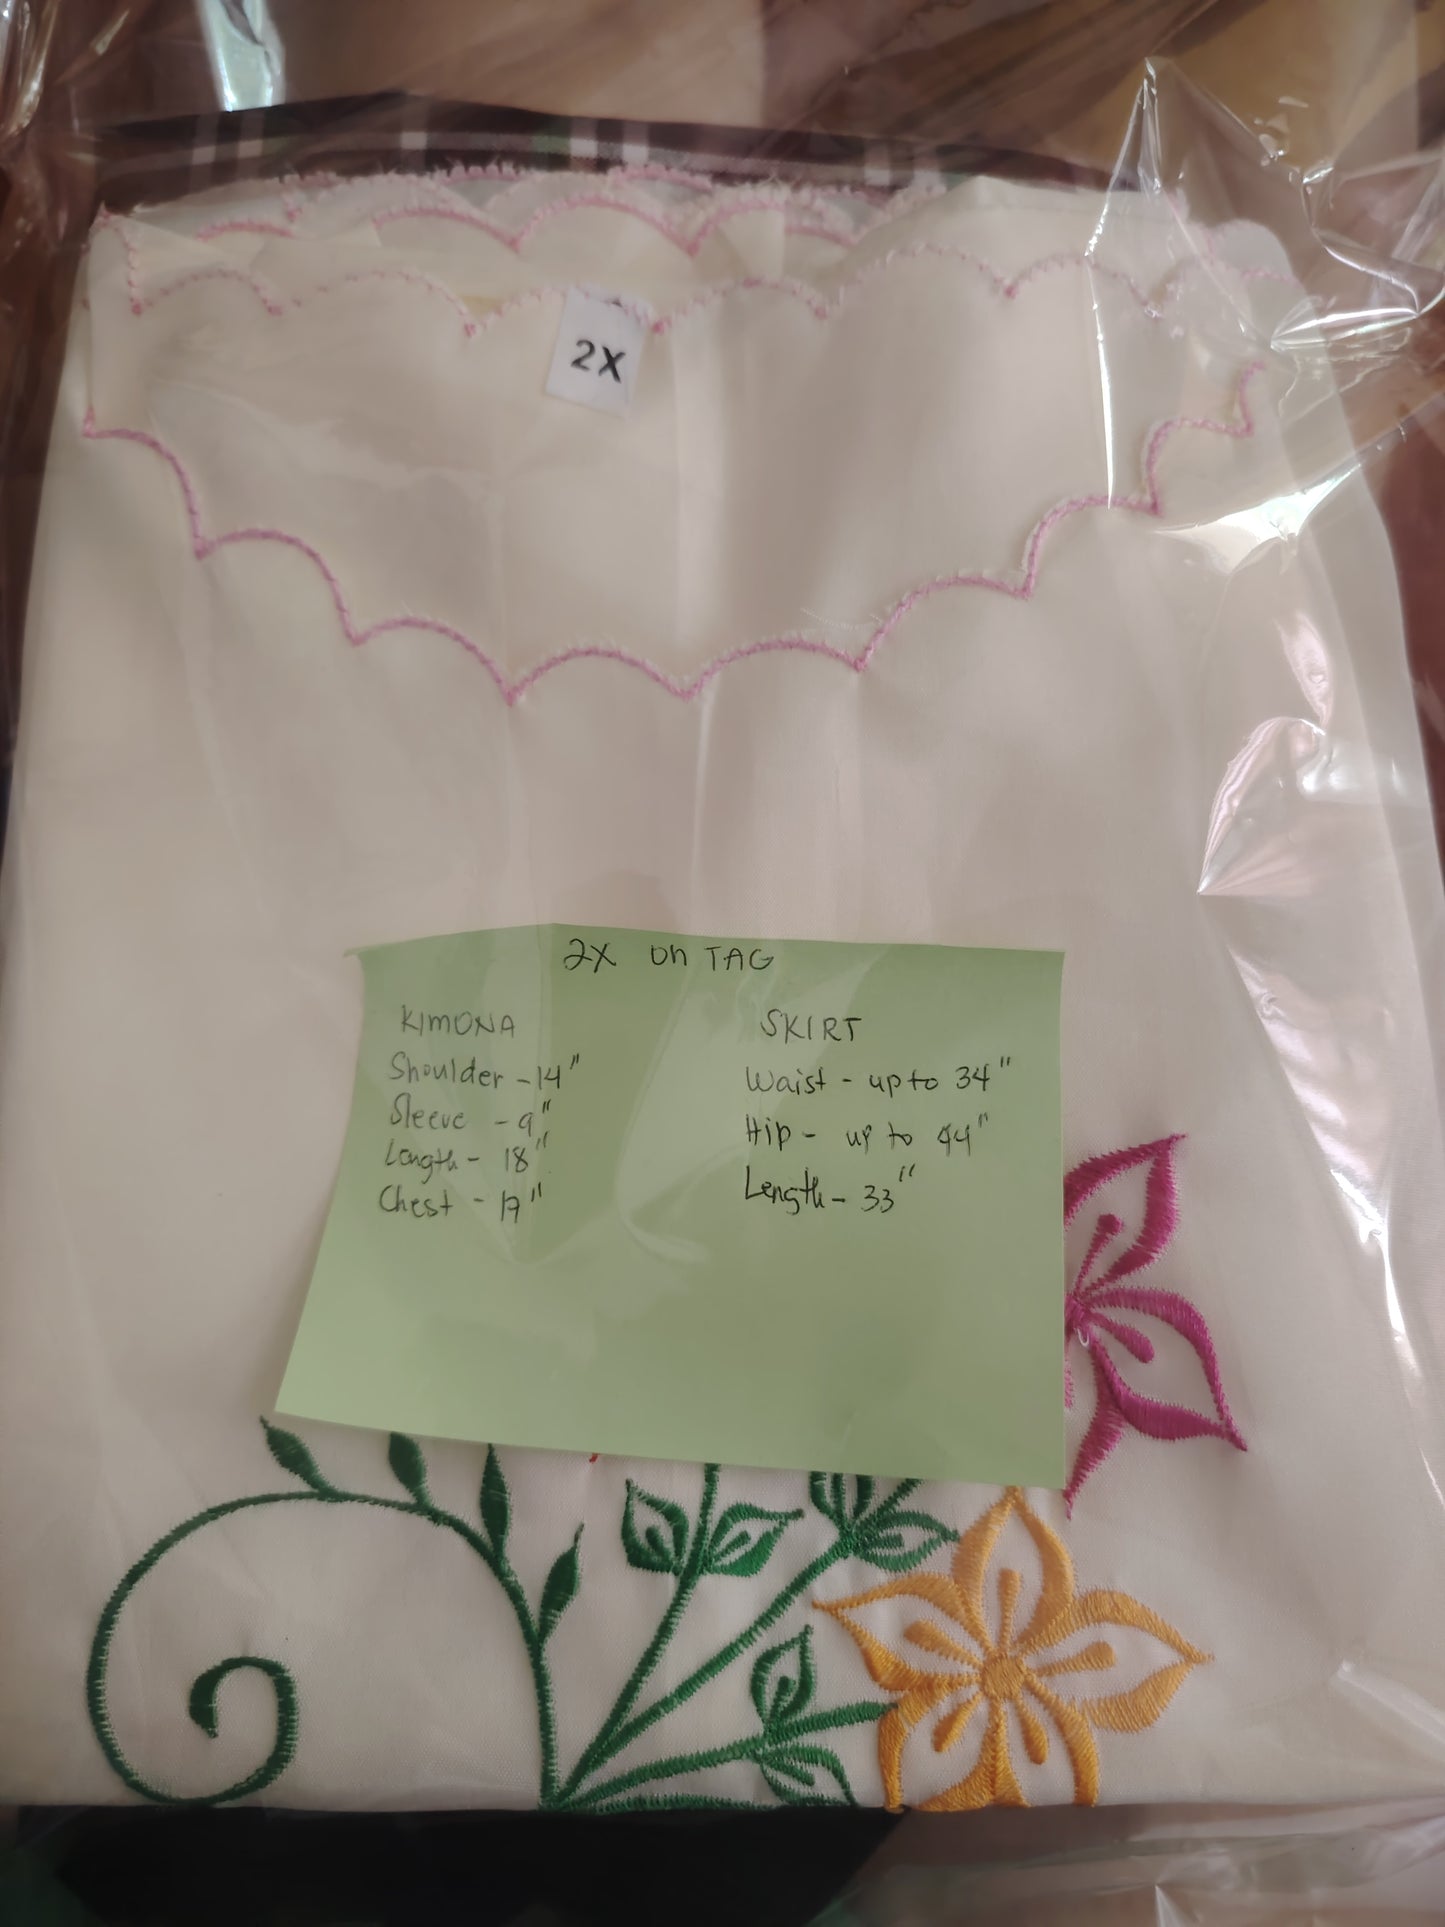 2X
2X on TAG
KIMONA
Shoulder - 14"
Sleeve - 9"
Length - 18"
Chest - 19"
SKIRT
Waist - up to 34"
Hip - up to 44"
Length - 33"